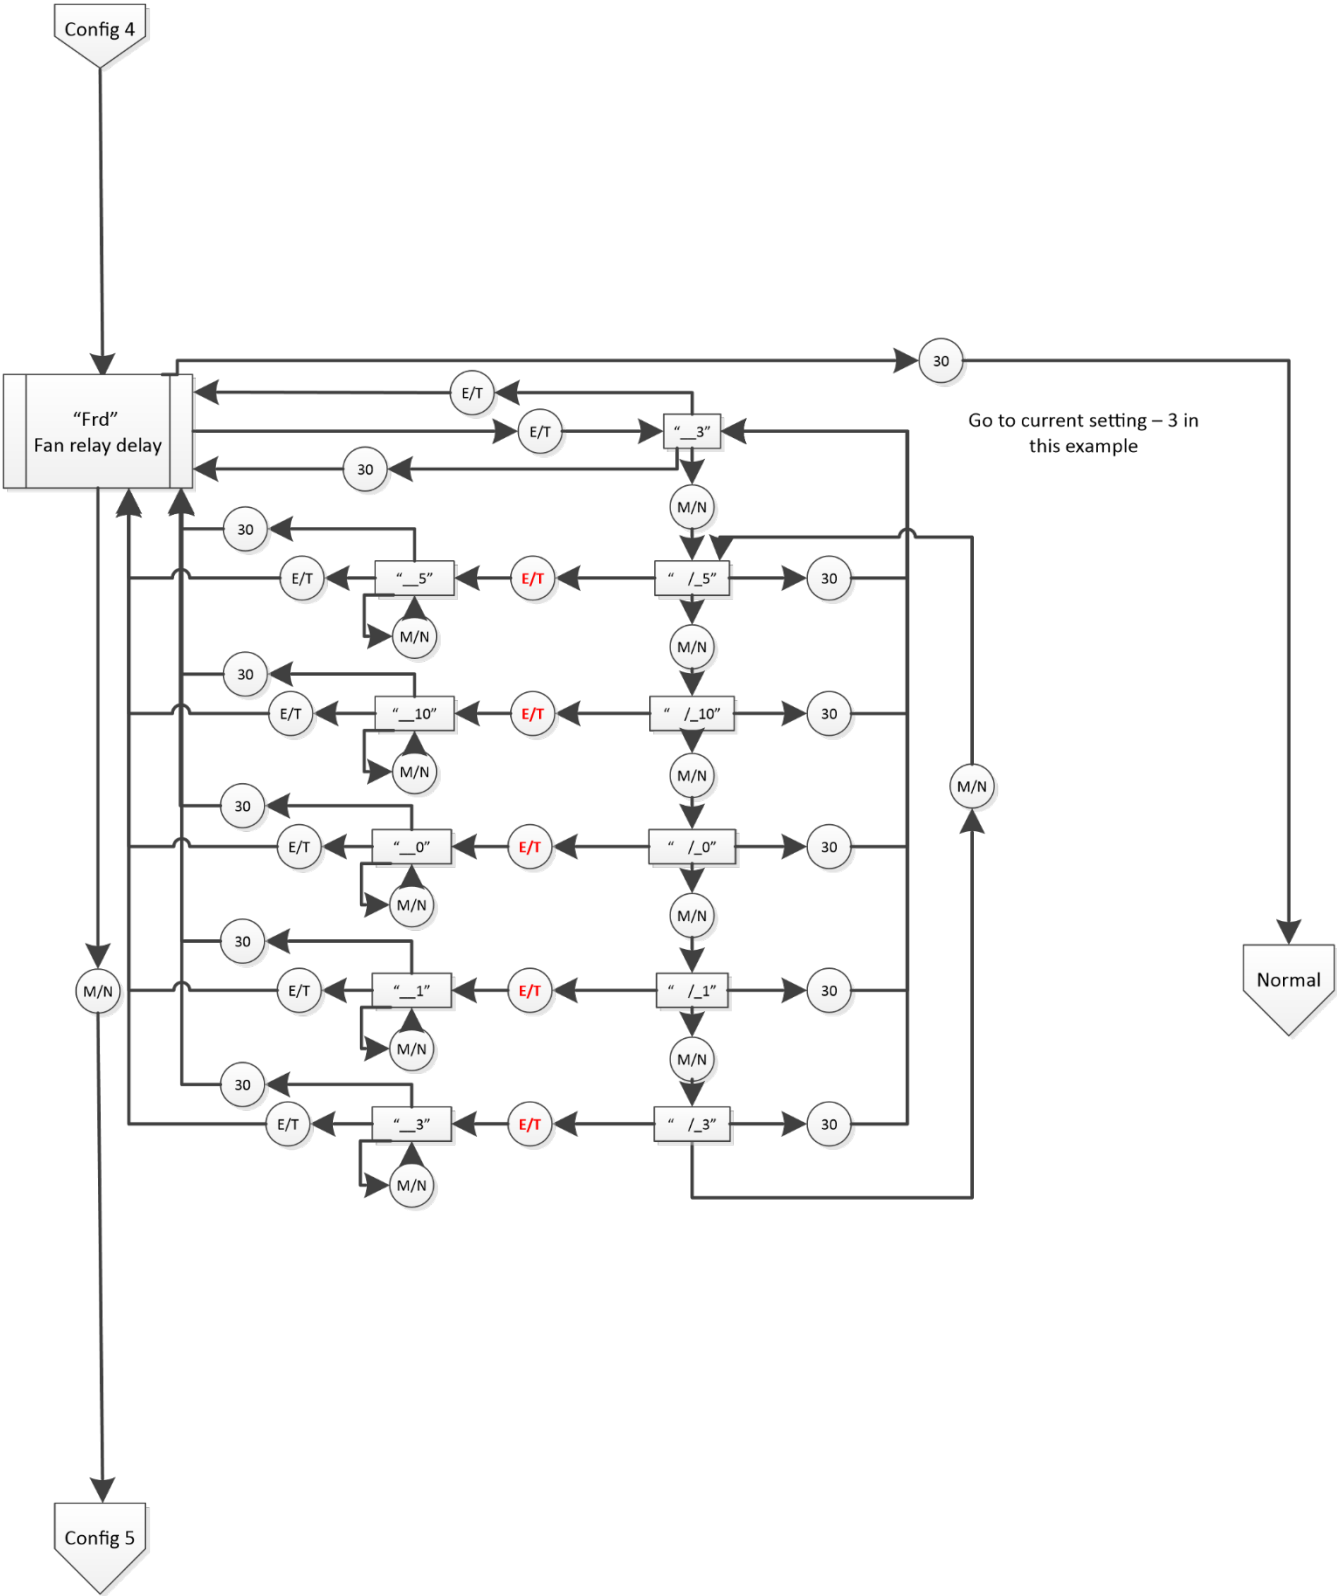 Config 4
30
E/T
“Frd”
Fan relay delay
E/T
“__3”
Go to current setting – 3 in
this example
30
M/N
30
E/T
“__5”
E/T
“ /_5”
30
M/N
M/N
30
E/T
“__10”
E/T
“ /_10”
30
M/N
M/N
M/N
30
E/T
“__0”
E/T
“ /_0”
30
M/N
M/N
30
E/T
“__1”
E/T
“ /_1”
30
M/N
Normal
M/N
M/N
30
E/T
“__3”
E/T
“ /_3”
30
M/N
Config 5